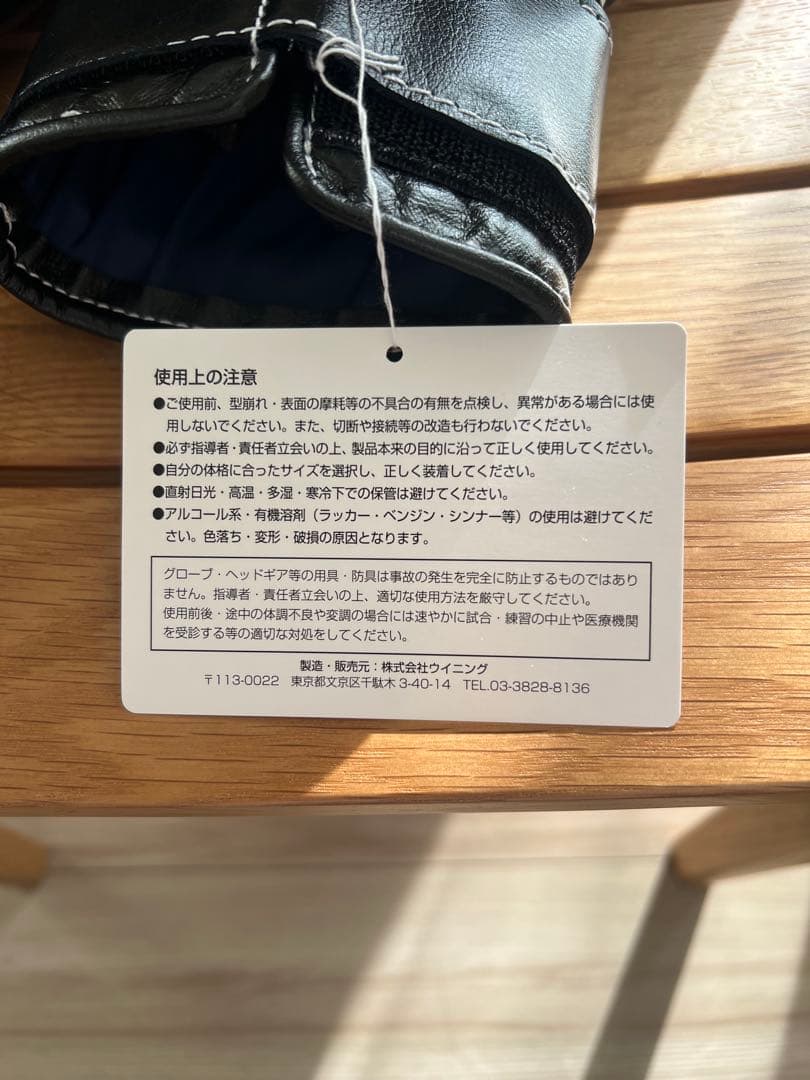 使用上の注意
●ご使用前、型崩れ・表面の摩耗等の不具合の有無を点検し、異常がある場合には使
用しないでください。また、切断や接続等の改造も行わないでください。
●必ず指導者・責任者立会いの上、製品本来の目的に沿って正しく使用してください。
●自分の体格に合ったサイズを選択し、正しく装着してください。
●直射日光・高温・多湿・寒冷下での保管は避けてください。
●アルコール系・有機溶剤（ラッカー・ベンジン・シンナー等）の使用は避けてくだ
さい。色落ち・変形・破損の原因となります。
グローブ・ヘッドギア等の用具・防具は事故の発生を完全に防止するものではあり
ません。指導者・責任者立会いの上、適切な使用方法を厳守してください。
使用前後・途中の体調不良や変調の場合には速やかに試合・練習の中止や医療機関
を受診する等の適切な対処をしてください。
製造・販売元：株式会社ウイニング
〒113-0022　東京都文京区千駄木 3-40-14　TEL.03-3828-8136